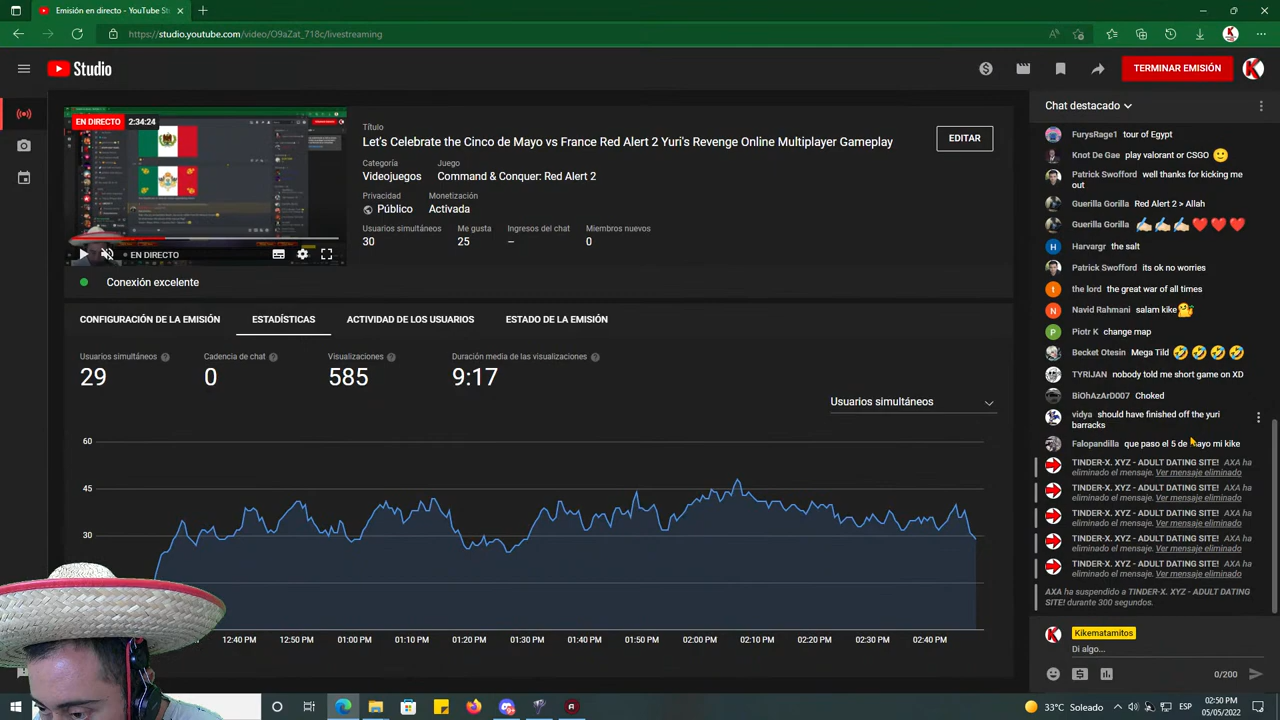 Emisión en directo - YouTube St
https://studio.youtube.com/video/O9aZat_718c/livestreaming
Studio
TERMINAR EMISIÓN
EN DIRECTO
2:34:24
EN DIRECTO
Título
Let's Celebrate the Cinco de Mayo vs France Red Alert 2 Yuri's Revenge Online Multiplayer Gameplay
EDITAR
Categoría
Juego
Videojuegos
Command & Conquer: Red Alert 2
Privacidad
Monetización
Público
Activada
Usuarios simultáneos
Me gusta
Ingresos del chat
Miembros nuevos
30
25
–
0
Conexión excelente
CONFIGURACIÓN DE LA EMISIÓN
ESTADÍSTICAS
ACTIVIDAD DE LOS USUARIOS
ESTADO DE LA EMISIÓN
Usuarios simultáneos
Cadencia de chat
Visualizaciones
Duración media de las visualizaciones
29
0
585
9:17
Usuarios simultáneos
60
45
30
12:40 PM
12:50 PM
01:00 PM
01:10 PM
01:20 PM
01:30 PM
01:40 PM
01:50 PM
02:00 PM
02:10 PM
02:20 PM
02:30 PM
02:40 PM
Chat destacado
FurysRage1 tour of Egypt
Knot De Gae play valorant or CSGO 🙂
Patrick Swofford well thanks for kicking me
out
Guerilla Gorilla Red Alert 2 > Allah
Guerilla Gorilla ✍🏻✍🏻✍🏻❤️❤️❤️
H
Harvargr the salt
Patrick Swofford its ok no worries
t
the lord the great war of all times
N
Navid Rahmani salam kike
P
Piotr K change map
Becket Otesin Mega Tild 🤣🤣🤣🤣
TYRIJAN nobody told me short game on XD
BiOhAzArD007 Choked
vidya should have finished off the yuri
barracks
Falopandilla que paso el 5 de mayo mi kike
TINDER-X. XYZ - ADULT DATING SITE! AXA ha
eliminado el mensaje. Ver mensaje eliminado
TINDER-X. XYZ - ADULT DATING SITE! AXA ha
eliminado el mensaje. Ver mensaje eliminado
TINDER-X. XYZ - ADULT DATING SITE! AXA ha
eliminado el mensaje. Ver mensaje eliminado
TINDER-X. XYZ - ADULT DATING SITE! AXA ha
eliminado el mensaje. Ver mensaje eliminado
TINDER-X. XYZ - ADULT DATING SITE! AXA ha
eliminado el mensaje. Ver mensaje eliminado
AXA ha suspendido a TINDER-X. XYZ - ADULT DATING
SITE! durante 300 segundos.
Kikematamitos
Di algo...
0/200
33°C Soleado
ESP
02:50 PM
05/05/2022